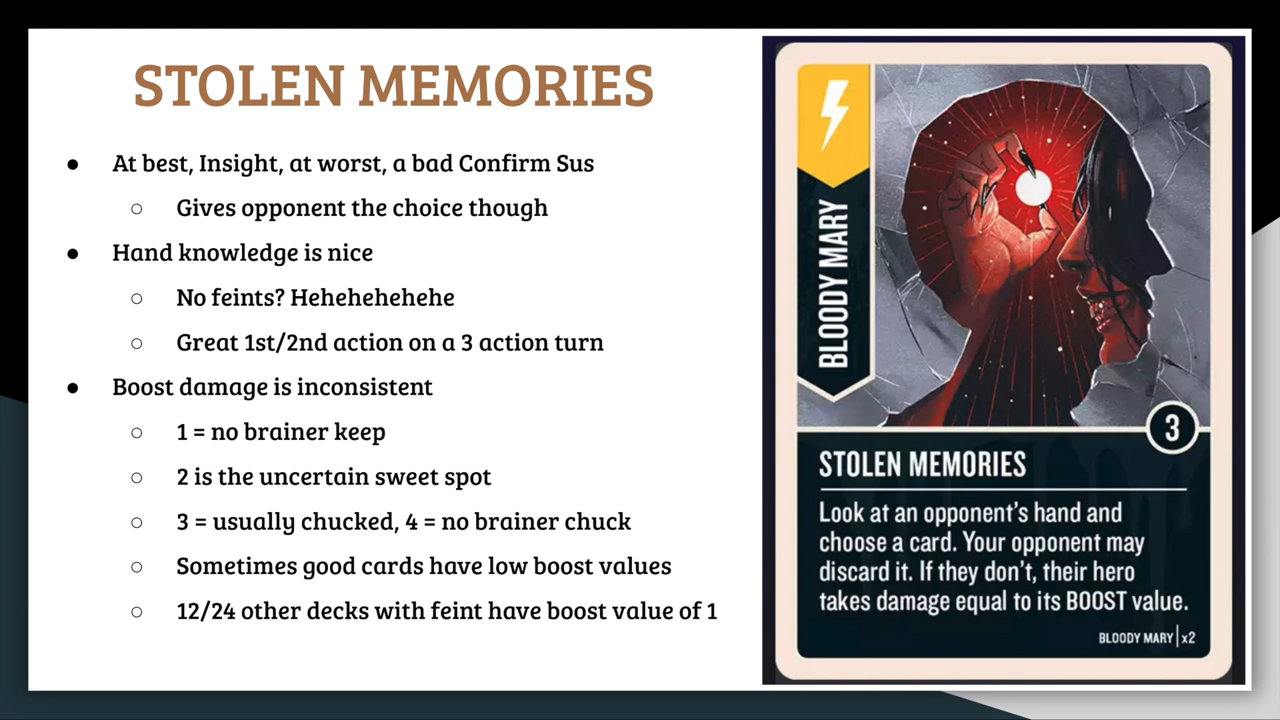 STOLEN MEMORIES
● At best, Insight, at worst, a bad Confirm Sus
○ Gives opponent the choice though
● Hand knowledge is nice
○ No feints? Hehehehehehe
○ Great 1st/2nd action on a 3 action turn
● Boost damage is inconsistent
○ 1 = no brainer keep
○ 2 is the uncertain sweet spot
○ 3 = usually chucked, 4 = no brainer chuck
○ Sometimes good cards have low boost values
○ 12/24 other decks with feint have boost value of 1
BLOODY MARY
3
STOLEN MEMORIES
Look at an opponent's hand and
choose a card. Your opponent may
discard it. If they don't, their hero
takes damage equal to its BOOST value.
BLOODY MARY | x2